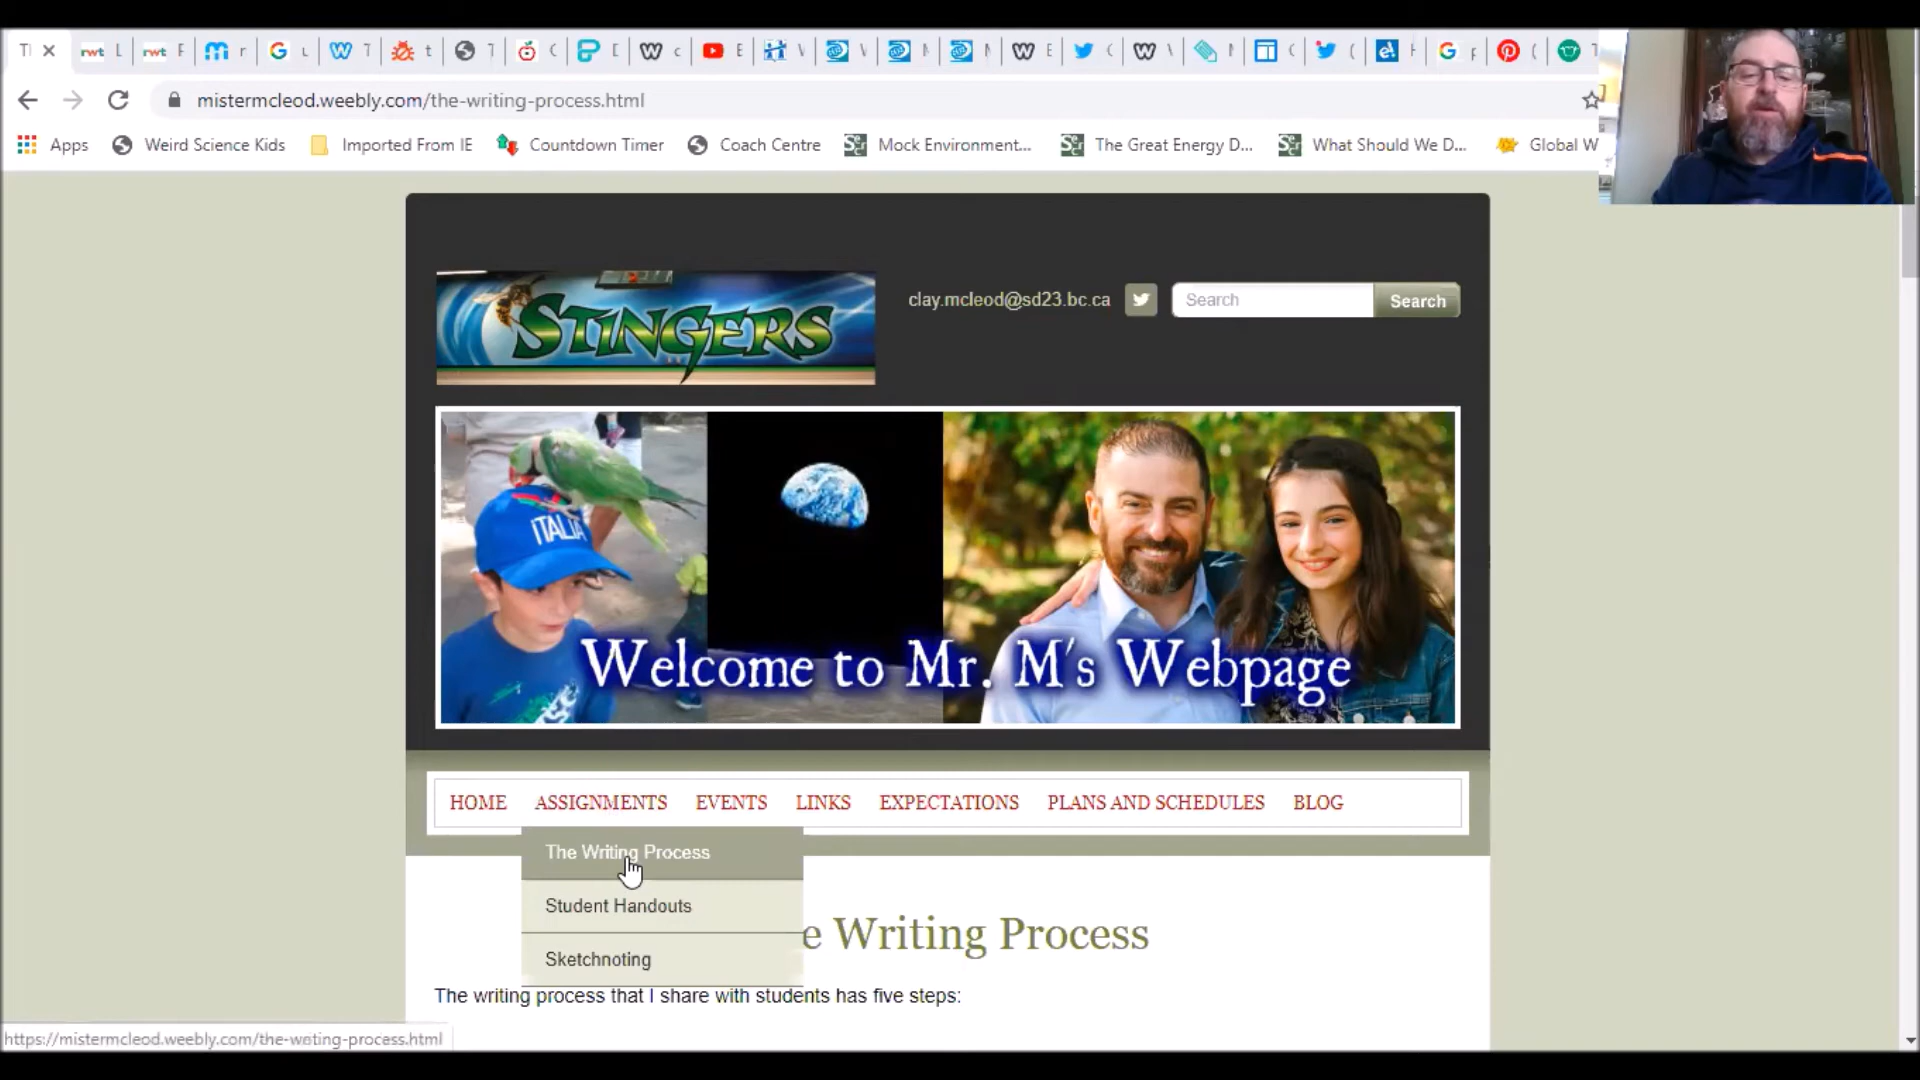 mistermcleod.weebly.com/the-writing-process.html
Apps Weird Science Kids Imported From IE Countdown Timer Coach Centre Mock Environment... The Great Energy D... What Should We D... Global W
STINGERS
clay.mcleod@sd23.bc.ca Search Search
ITALIA
Welcome to Mr. M's Webpage
HOME ASSIGNMENTS EVENTS LINKS EXPECTATIONS PLANS AND SCHEDULES BLOG
The Writing Process
Student Handouts
e Writing Process
Sketchnoting
The writing process that I share with students has five steps:
https://mistermcleod.weebly.com/the-writing-process.html